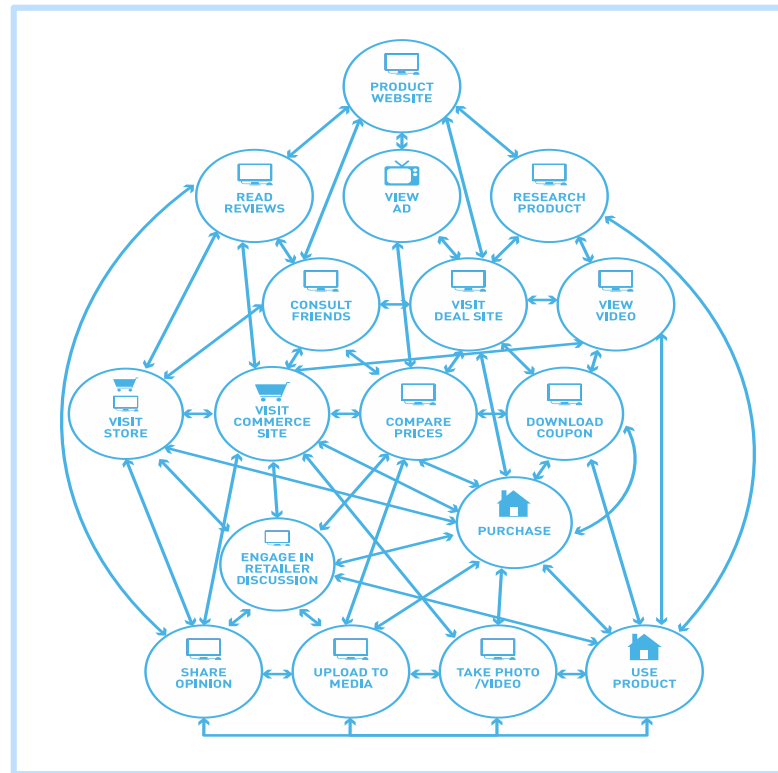 PRODUCT
WEBSITE
READ
REVIEWS
VIEW
AD
RESEARCH
PRODUCT
CONSULT
FRIENDS
VISIT
DEAL SITE
VIEW
VIDEO
VISIT
STORE
VISIT
COMMERCE
SITE
COMPARE
PRICES
DOWNLOAD
COUPON
PURCHASE
ENGAGE IN
RETAILER
DISCUSSION
SHARE
OPINION
UPLOAD TO
MEDIA
TAKE PHOTO
/VIDEO
USE
PRODUCT